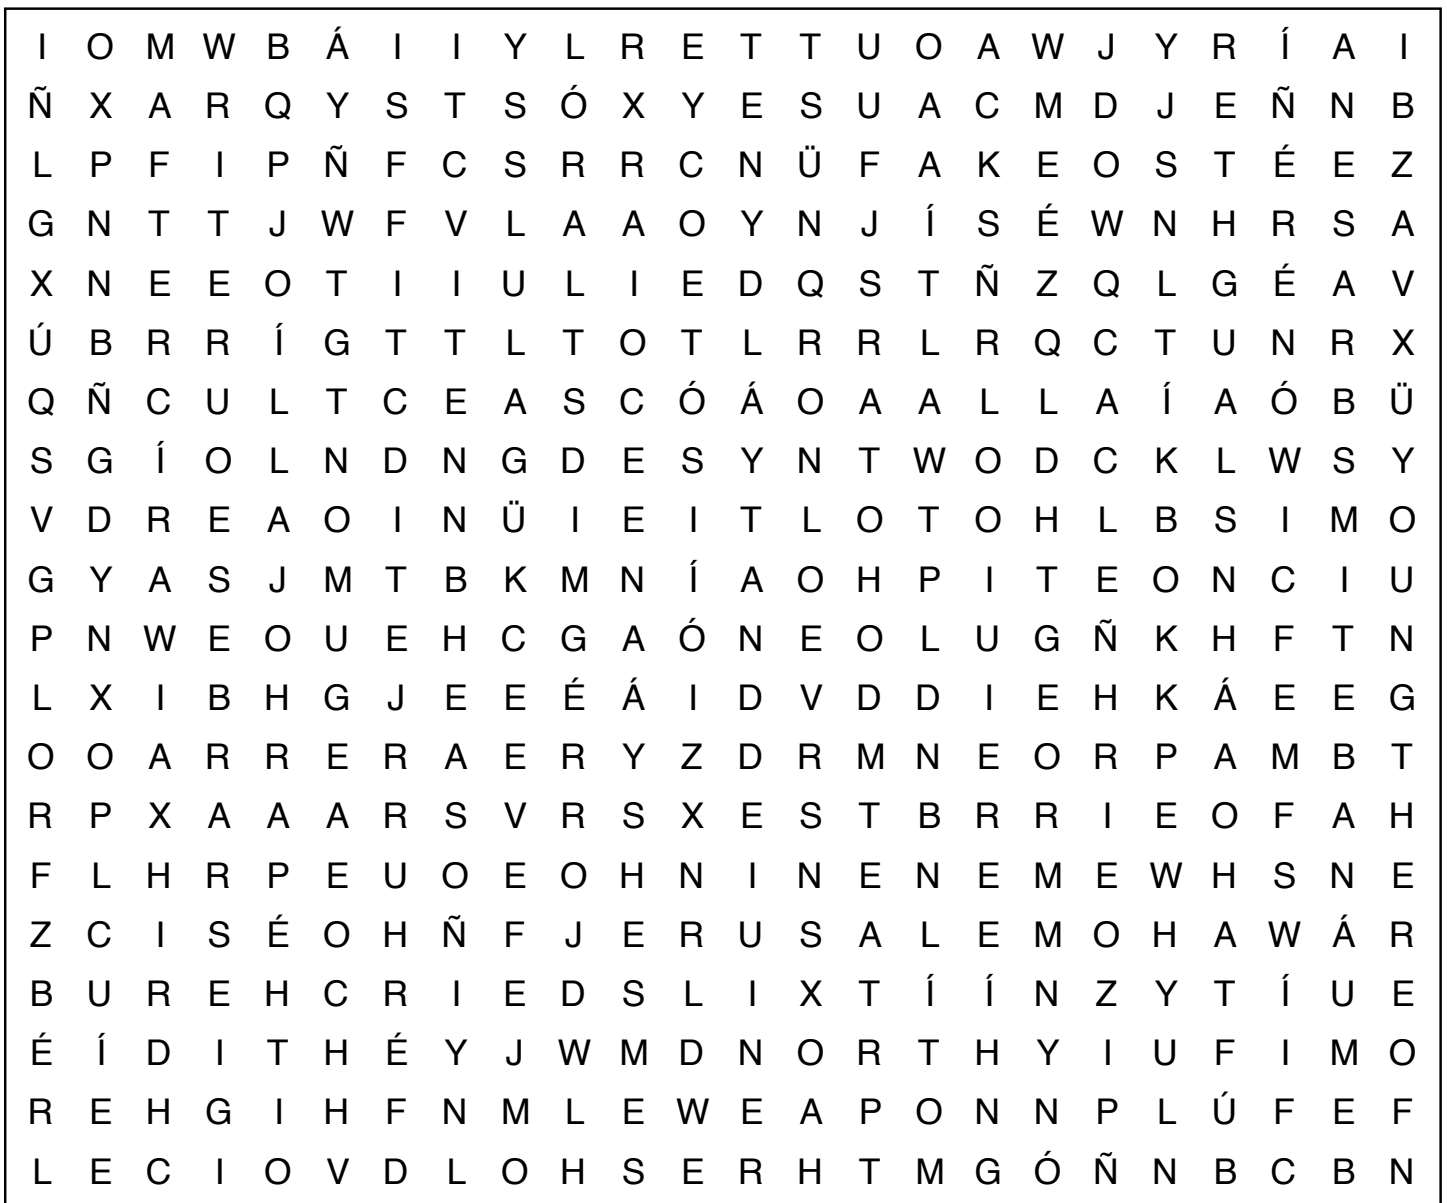 I O M W B Á I I Y L R E T T U O A W J Y R Í A I
Ñ X A R Q Y S T S Ó X Y E S U A C M D J E Ñ N B
L P F I P Ñ F C S R R C N Ü F A K E O S T É E Z
G N T T J W F V L A A O Y N J Í S É W N H R S A
X N E E O T I I U L I E D Q S T Ñ Z Q L G É A V
Ú B R R Í G T T L T O T L R R L R Q C T U N R X
Q Ñ C U L T C E A S C Ó Á O A A L L A Í A Ó B Ü
S G Í O L N D N G D E S Y N T W O D C K L W S Y
V D R E A O I N Ü I E I T L O T O H L B S I M O
G Y A S J M T B K M N Í A O H P I T E O N C I U
P N W E O U E H C G A Ó N E O L U G Ñ K H F T N
L X I B H G J E E É Á I D V D D I E H K Á E E G
O O A R R E R A E R Y Z D R M N E O R P A M B T
R P X A A A R S V R S X E S T B R R I E O F A H
F L H R P E U O E O H N I N E N E M E W H S N E
Z C I S É O H Ñ F J E R U S A L E M O H A W Á R
B U R E H C R I E D S L I X T Í Í N Z Y T Í U E
É Í D I T H É Y J W M D N O R T H Y I U F I M O
R E H G I H F N M L E W E A P O N N P L Ú F E F
L E C I O V D L O H S E R H T M G Ó Ñ N B C B N